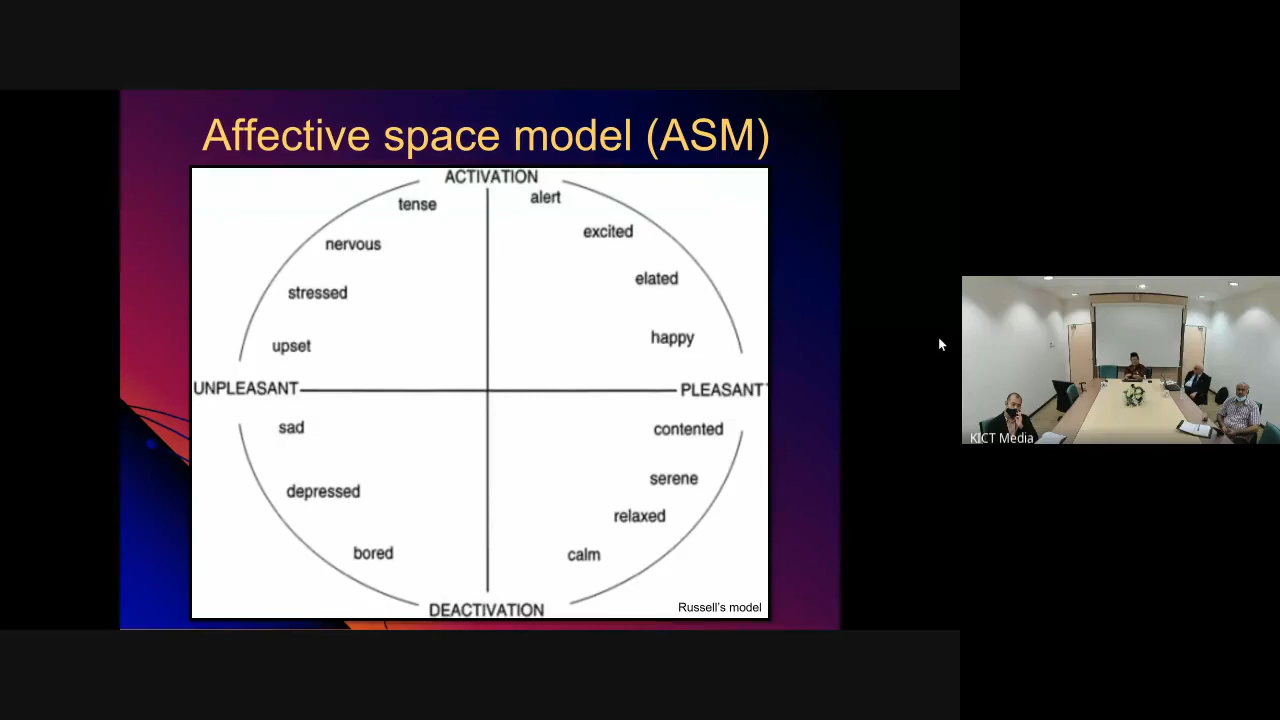 Affective space model (ASM)
ACTIVATION
tense
alert
nervous
excited
stressed
elated
upset
happy
UNPLEASANT
PLEASANT
sad
contented
depressed
serene
relaxed
bored
calm
DEACTIVATION
Russell's model
KICT Media